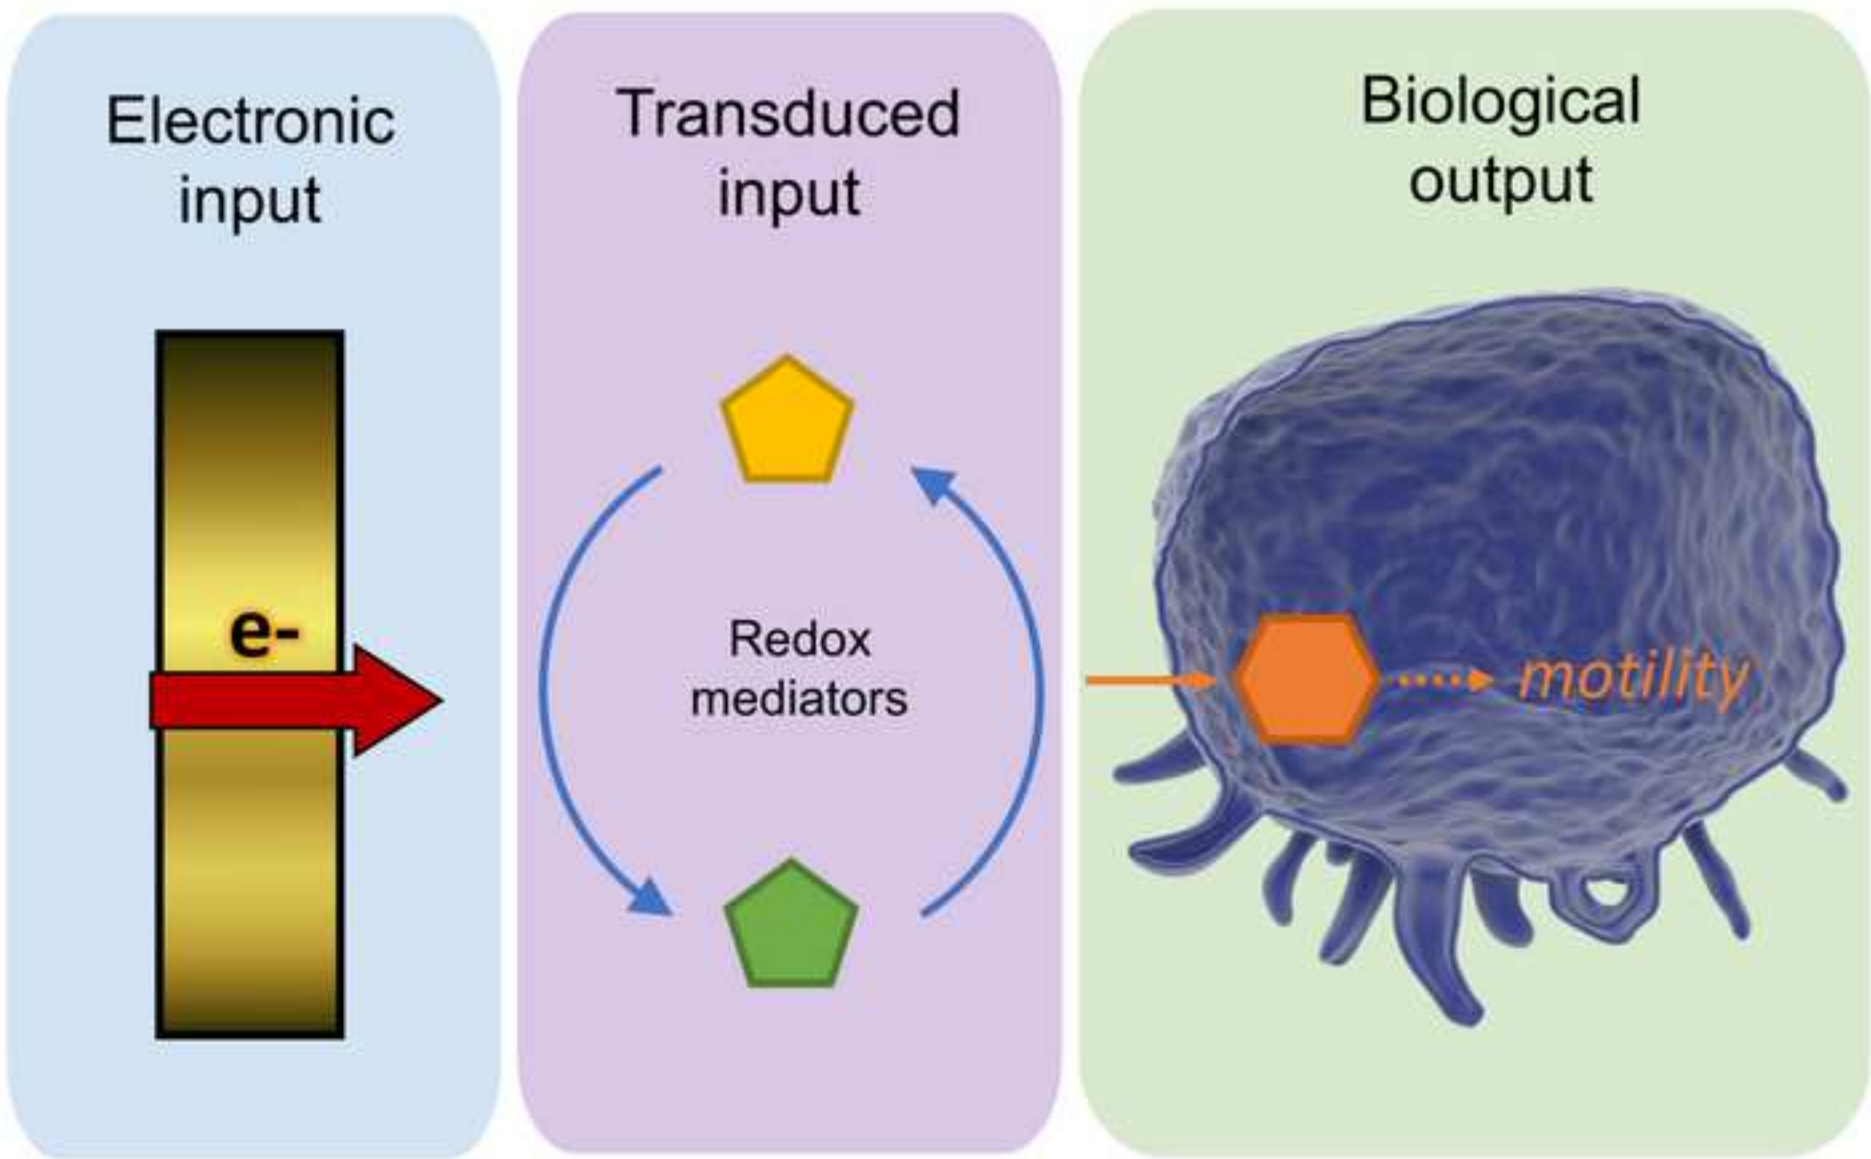 Electronic
input
e-
Transduced
input
Redox
mediators
Biological
output
motility